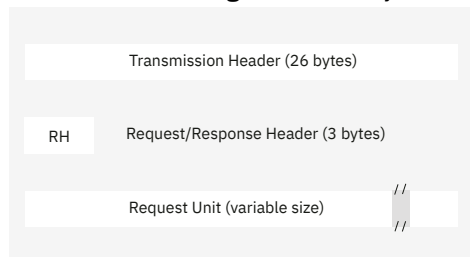 Transmission Header (26 bytes)
RH Request/Response Header (3 bytes)
//
Request Unit (variable size)
//